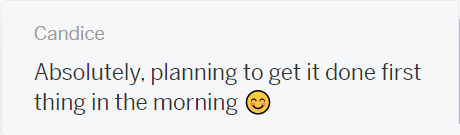 Candice
Absolutely, planning to get it done first
thing in the morning 😊